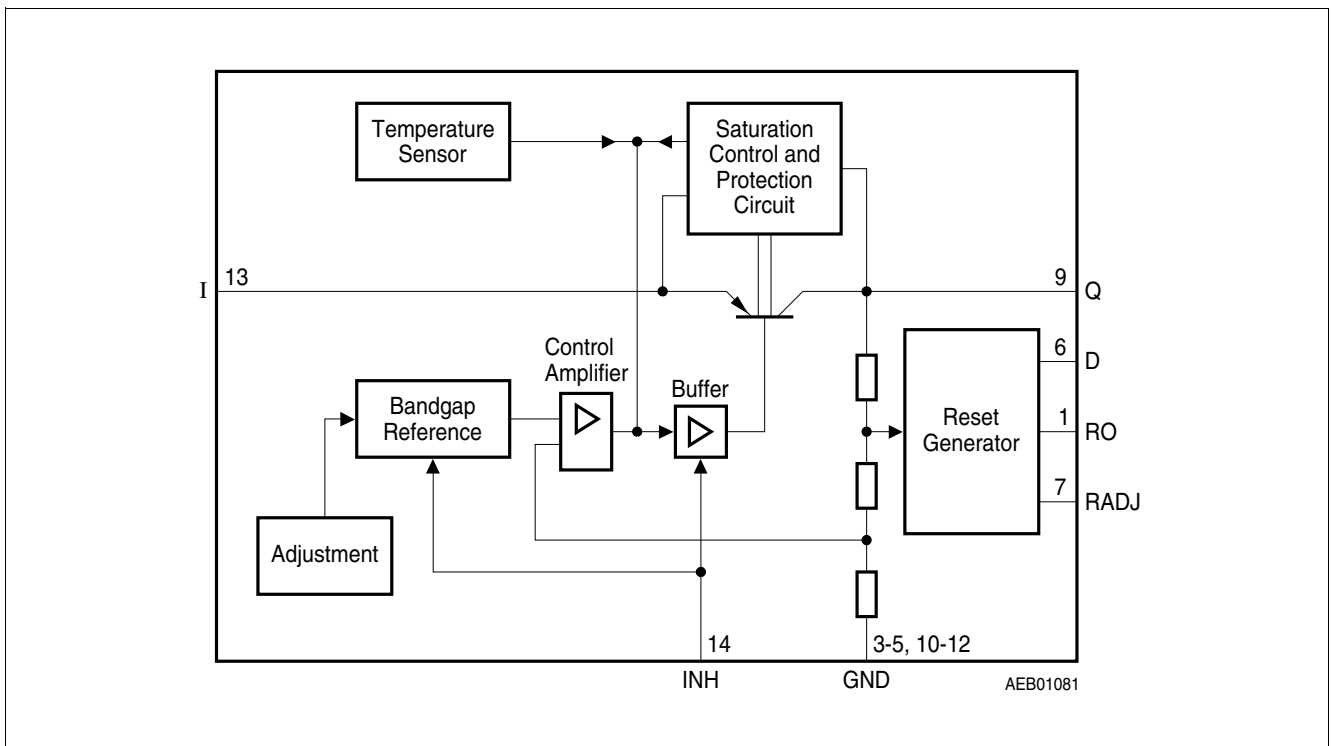 Temperature
Sensor
Saturation
Control and
Protection
Circuit
I
13
9
Q
Control
Amplifier
Buffer
Bandgap
Reference
Adjustment
Reset
Generator
6
D
1
RO
7
RADJ
14
3-5, 10-12
INH
GND
AEB01081